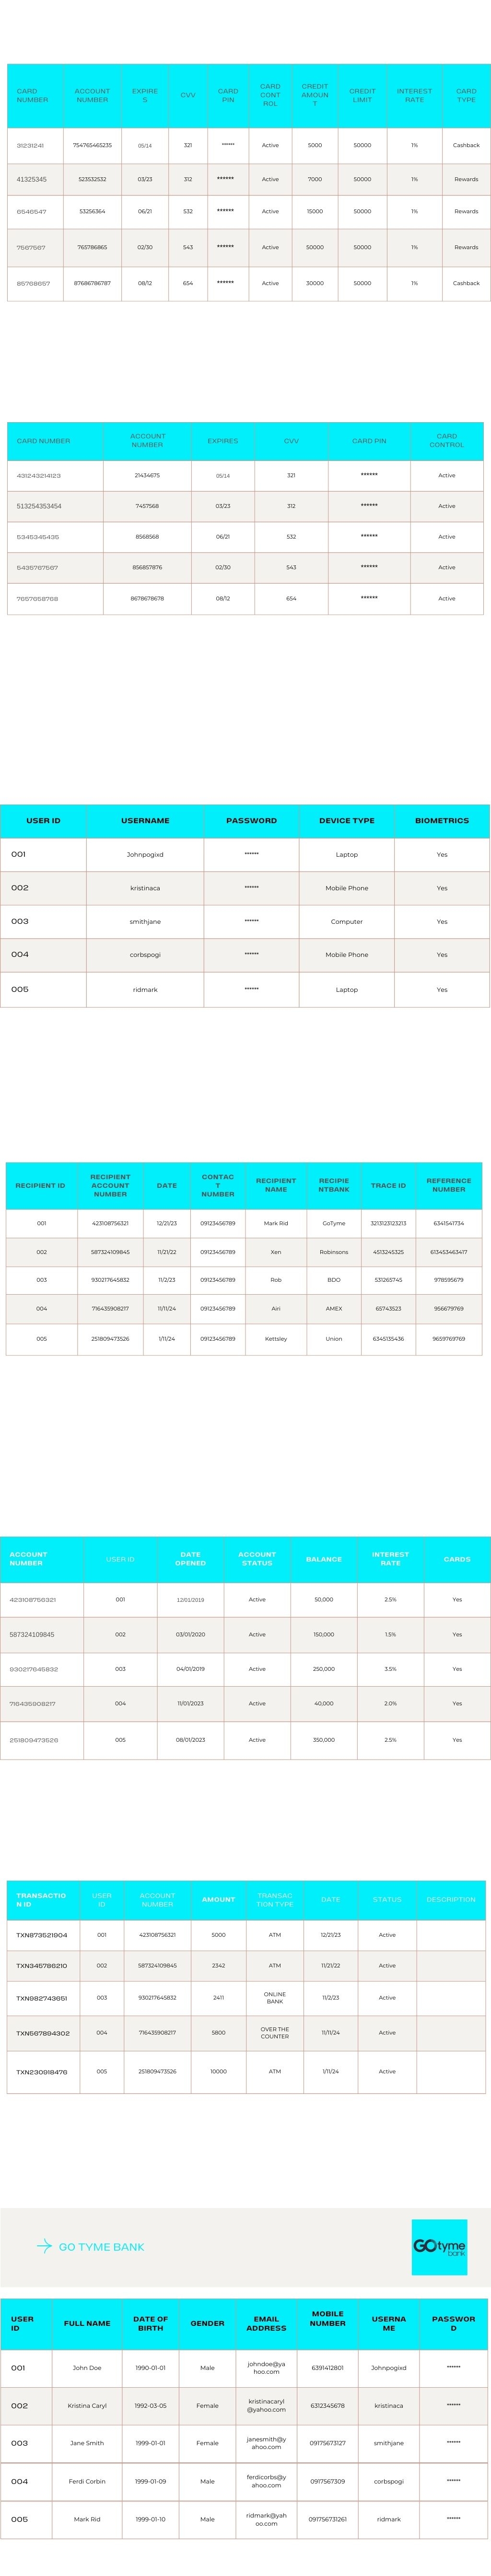 CARD NUMBER ACCOUNT NUMBER EXPIRES CVV CARD PIN CARD CONTROL CREDIT AMOUNT CREDIT LIMIT INTEREST RATE CARD TYPE
31231241 754765465235 05/14 321 ****** Active 5000 50000 1% Cashback
41325345 523532532 03/23 312 ****** Active 7000 50000 1% Rewards
6546547 53256364 06/21 532 ****** Active 15000 50000 1% Rewards
7567567 765786865 02/30 543 ****** Active 50000 50000 1% Rewards
85768657 87686786787 08/12 654 ****** Active 30000 50000 1% Cashback
CARD NUMBER ACCOUNT NUMBER EXPIRES CVV CARD PIN CARD CONTROL
431243214123 21434675 05/14 321 ****** Active
513254353454 7457568 03/23 312 ****** Active
5345345435 8568568 06/21 532 ****** Active
5435767567 856857876 02/30 543 ****** Active
7657658768 8678678678 08/12 654 ****** Active
USER ID USERNAME PASSWORD DEVICE TYPE BIOMETRICS
001 Johnpogixd ****** Laptop Yes
002 kristinaca ****** Mobile Phone Yes
003 smithjane ****** Computer Yes
004 corbspogi ****** Mobile Phone Yes
005 ridmark ****** Laptop Yes
RECIPIENT ID RECIPIENT ACCOUNT NUMBER DATE CONTACT NUMBER RECIPIENT NAME RECIPIENTBANK TRACE ID REFERENCE NUMBER
001 423108756321 12/21/23 09123456789 Mark Rid GoTyme 3213123123213 6341541734
002 587324109845 11/21/22 09123456789 Xen Robinsons 4513245325 613453463417
003 930217645832 11/2/23 09123456789 Rob BDO 531265745 978595679
004 716435908217 11/11/24 09123456789 Airi AMEX 65743523 956679769
005 251809473526 1/11/24 09123456789 Kettsley Union 6345135436 9659769769
ACCOUNT NUMBER USER ID DATE OPENED ACCOUNT STATUS BALANCE INTEREST RATE CARDS
423108756321 001 12/01/2019 Active 50,000 2.5% Yes
587324109845 002 03/01/2020 Active 150,000 1.5% Yes
930217645832 003 04/01/2019 Active 250,000 3.5% Yes
716435908217 004 11/01/2023 Active 40,000 2.0% Yes
251809473526 005 08/01/2023 Active 350,000 2.5% Yes
TRANSACTION ID USER ID ACCOUNT NUMBER AMOUNT TRANSACTION TYPE DATE STATUS DESCRIPTION
TXN873521904 001 423108756321 5000 ATM 12/21/23 Active
TXN345786210 002 587324109845 2342 ATM 11/21/22 Active
TXN982743651 003 930217645832 2411 ONLINE BANK 11/2/23 Active
TXN567894302 004 716435908217 5800 OVER THE COUNTER 11/11/24 Active
TXN230918476 005 251809473526 10000 ATM 1/11/24 Active
GO TYME BANK
GOtyme bank
USER ID FULL NAME DATE OF BIRTH GENDER EMAIL ADDRESS MOBILE NUMBER USERNAME PASSWORD
001 John Doe 1990-01-01 Male johndoe@yahoo.com 6391412801 Johnpogixd ******
002 Kristina Caryl 1992-03-05 Female kristinacaryl@yahoo.com 6312345678 kristinaca ******
003 Jane Smith 1999-01-01 Female janesmith@yahoo.com 09175673127 smithjane ******
004 Ferdi Corbin 1999-01-09 Male ferdicorbs@yahoo.com 0917567309 corbspogi ******
005 Mark Rid 1999-01-10 Male ridmark@yahoo.com 091756731261 ridmark ******